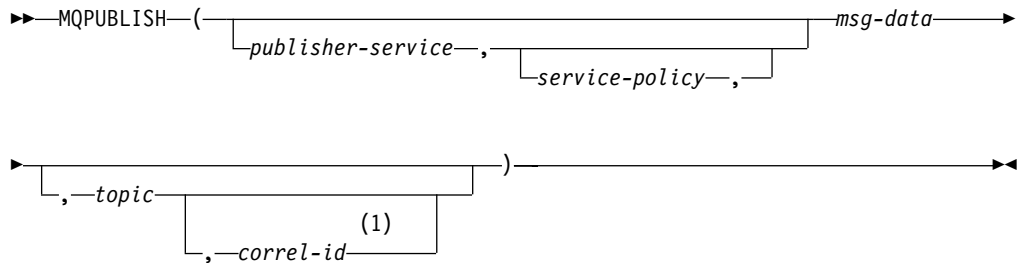 MQPUBLISH ( msg-data
publisher-service ,
service-policy ,
)
, topic
(1)
, correl-id